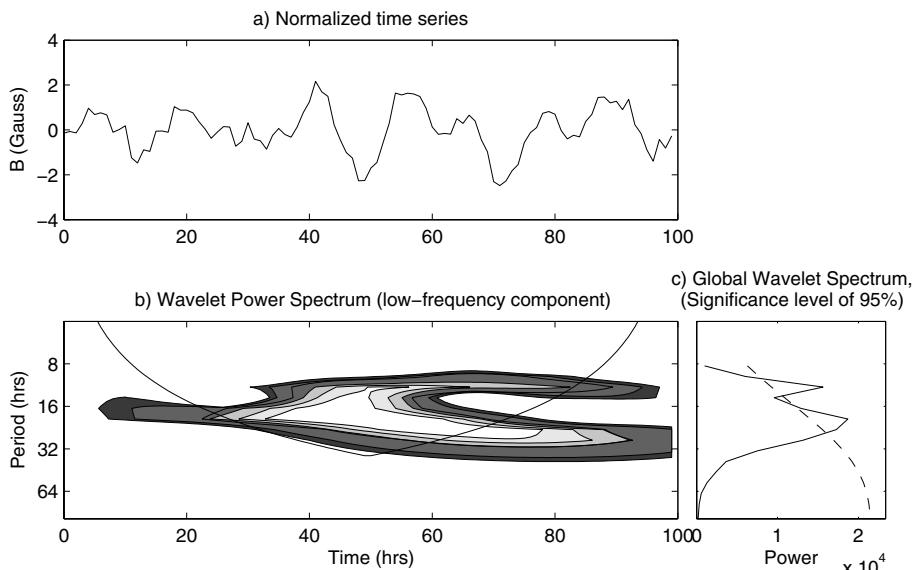 a) Normalized time series
B (Gauss)
4
2
0
−2
−4
0
20
40
60
80
100
b) Wavelet Power Spectrum (low−frequency component)
Period (hrs)
8
16
32
64
0
20
40
60
80
100
Time (hrs)
c) Global Wavelet Spectrum,
(Significance level of 95%)
0
1
2
Power
x 10^4